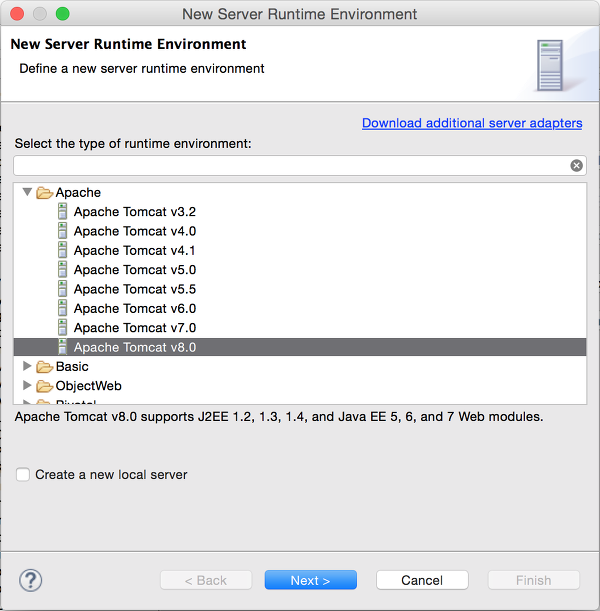 New Server Runtime Environment
New Server Runtime Environment
Define a new server runtime environment
Download additional server adapters
Select the type of runtime environment:
Apache
Apache Tomcat v3.2
Apache Tomcat v4.0
Apache Tomcat v4.1
Apache Tomcat v5.0
Apache Tomcat v5.5
Apache Tomcat v6.0
Apache Tomcat v7.0
Apache Tomcat v8.0
Basic
ObjectWeb
Pivotal
Apache Tomcat v8.0 supports J2EE 1.2, 1.3, 1.4, and Java EE 5, 6, and 7 Web modules.
Create a new local server
? < Back Next > Cancel Finish